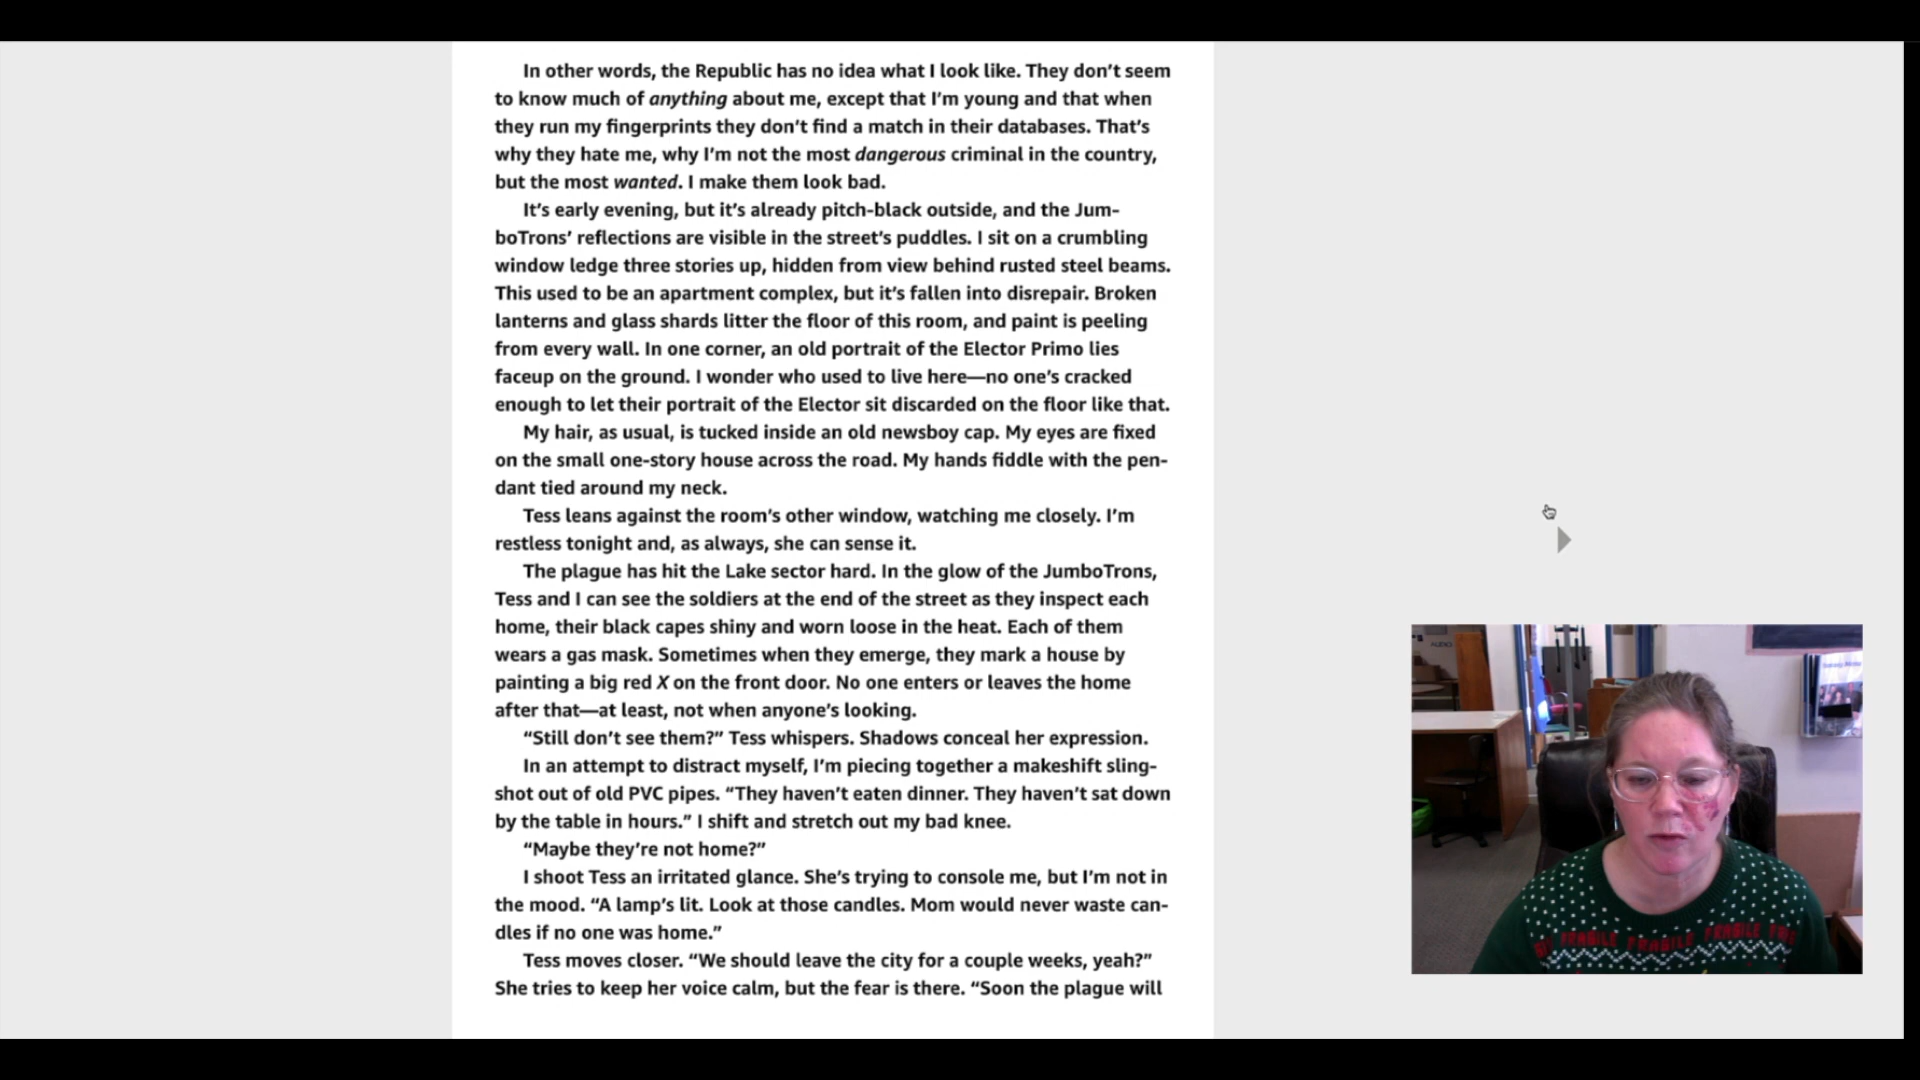 In other words, the Republic has no idea what I look like. They don’t seem
to know much of anything about me, except that I’m young and that when
they run my fingerprints they don’t find a match in their databases. That’s
why they hate me, why I’m not the most dangerous criminal in the country,
but the most wanted. I make them look bad.
It’s early evening, but it’s already pitch-black outside, and the Jum-
boTrons’ reflections are visible in the street’s puddles. I sit on a crumbling
window ledge three stories up, hidden from view behind rusted steel beams.
This used to be an apartment complex, but it’s fallen into disrepair. Broken
lanterns and glass shards litter the floor of this room, and paint is peeling
from every wall. In one corner, an old portrait of the Elector Primo lies
faceup on the ground. I wonder who used to live here—no one’s cracked
enough to let their portrait of the Elector sit discarded on the floor like that.
My hair, as usual, is tucked inside an old newsboy cap. My eyes are fixed
on the small one-story house across the road. My hands fiddle with the pen-
dant tied around my neck.
Tess leans against the room’s other window, watching me closely. I’m
restless tonight and, as always, she can sense it.
The plague has hit the Lake sector hard. In the glow of the JumboTrons,
Tess and I can see the soldiers at the end of the street as they inspect each
home, their black capes shiny and worn loose in the heat. Each of them
wears a gas mask. Sometimes when they emerge, they mark a house by
painting a big red X on the front door. No one enters or leaves the home
after that—at least, not when anyone’s looking.
“Still don’t see them?” Tess whispers. Shadows conceal her expression.
In an attempt to distract myself, I’m piecing together a makeshift sling-
shot out of old PVC pipes. “They haven’t eaten dinner. They haven’t sat down
by the table in hours.” I shift and stretch out my bad knee.
“Maybe they’re not home?”
I shoot Tess an irritated glance. She’s trying to console me, but I’m not in
the mood. “A lamp’s lit. Look at those candles. Mom would never waste can-
dles if no one was home.”
Tess moves closer. “We should leave the city for a couple weeks, yeah?”
She tries to keep her voice calm, but the fear is there. “Soon the plague will
AUDIO
FRAGILE FRAGILE FRAGILE